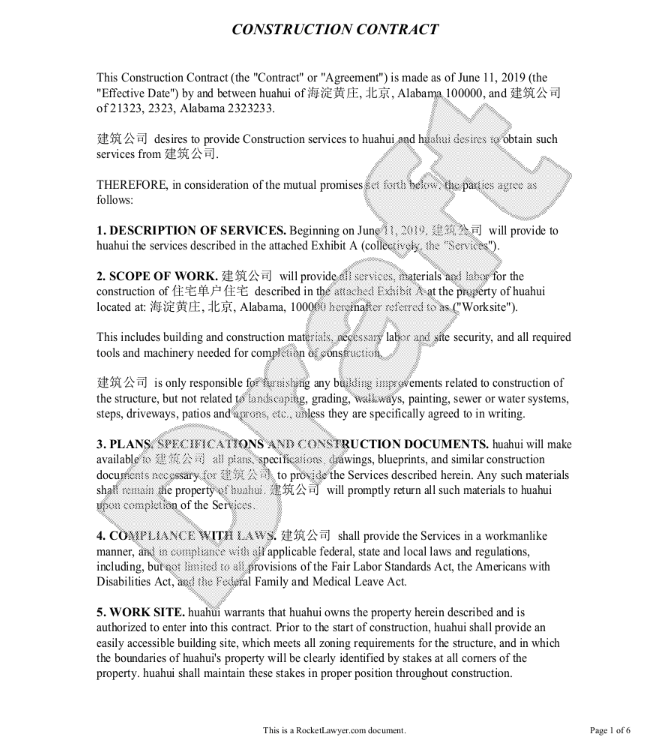 CONSTRUCTION CONTRACT
This Construction Contract (the "Contract" or "Agreement") is made as of June 11, 2019 (the
"Effective Date") by and between huahui of 海淀黄庄, 北京, Alabama 100000, and 建筑公司
of 21323, 2323, Alabama 2323233.
建筑公司 desires to provide Construction services to huahui and huahui desires to obtain such
services from 建筑公司.
THEREFORE, in consideration of the mutual promises set forth below, the parties agree as
follows:
1. DESCRIPTION OF SERVICES. Beginning on June 11, 2019, 建筑公司 will provide to
huahui the services described in the attached Exhibit A (collectively, the "Services").
2. SCOPE OF WORK. 建筑公司 will provide all services, materials and labor for the
construction of 住宅单户住宅 described in the attached Exhibit A at the property of huahui
located at: 海淀黄庄, 北京, Alabama, 100000 hereinafter referred to as ("Worksite").
This includes building and construction materials, necessary labor and site security, and all required
tools and machinery needed for completion of construction.
建筑公司 is only responsible for furnishing any building improvements related to construction of
the structure, but not related to landscaping, grading, walkways, painting, sewer or water systems,
steps, driveways, patios and aprons, etc., unless they are specifically agreed to in writing.
3. PLANS, SPECIFICATIONS AND CONSTRUCTION DOCUMENTS. huahui will make
available to 建筑公司 all plans, specifications, drawings, blueprints, and similar construction
documents necessary for 建筑公司 to provide the Services described herein. Any such materials
shall remain the property of huahui. 建筑公司 will promptly return all such materials to huahui
upon completion of the Services.
4. COMPLIANCE WITH LAWS. 建筑公司 shall provide the Services in a workmanlike
manner, and in compliance with all applicable federal, state and local laws and regulations,
including, but not limited to all provisions of the Fair Labor Standards Act, the Americans with
Disabilities Act, and the Federal Family and Medical Leave Act.
5. WORK SITE. huahui warrants that huahui owns the property herein described and is
authorized to enter into this contract. Prior to the start of construction, huahui shall provide an
easily accessible building site, which meets all zoning requirements for the structure, and in which
the boundaries of huahui's property will be clearly identified by stakes at all corners of the
property. huahui shall maintain these stakes in proper position throughout construction.
Draft
This is a RocketLawyer.com document.
Page 1 of 6